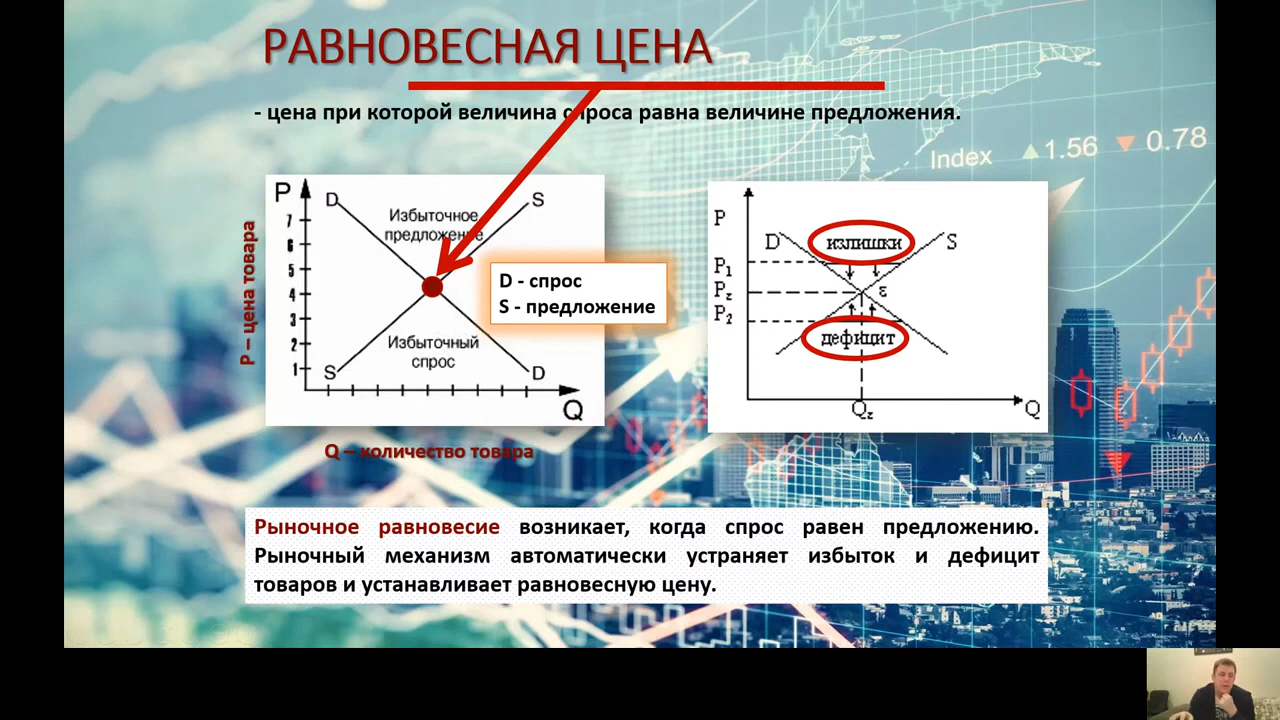 РАВНОВЕСНАЯ ЦЕНА
- цена при которой величина спроса равна величине предложения.
Index ▲1.56 ▼0.78
P
D
S
Избыточное
предложение
7
6
5
4
3
2
1
P – цена товара
D - спрос
S - предложение
Избыточный
спрос
S
D
Q
Q – количество товара
P
D
излишки
S
P₁
P₂
ε
P₂
дефицит
Q₂
Q
Рыночное равновесие возникает, когда спрос равен предложению.
Рыночный механизм автоматически устраняет избыток и дефицит
товаров и устанавливает равновесную цену.